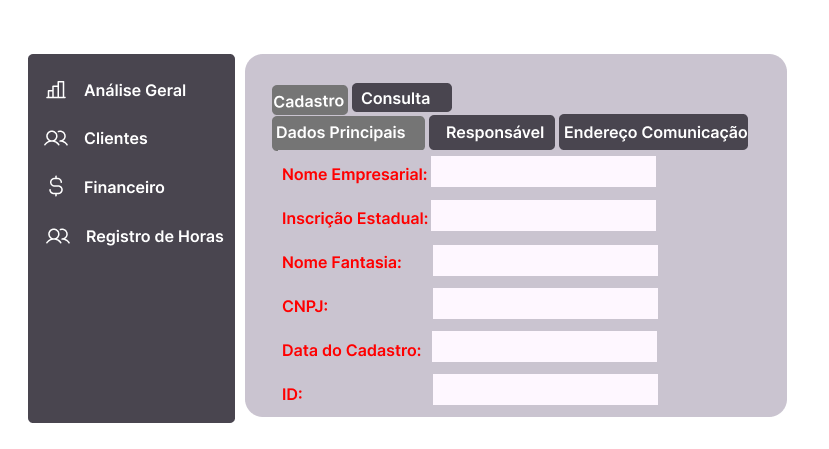 Análise Geral
Clientes
Financeiro
Registro de Horas
Cadastro
Consulta
Dados Principais
Responsável
Endereço Comunicação
Nome Empresarial:
Inscrição Estadual:
Nome Fantasia:
CNPJ:
Data do Cadastro:
ID: